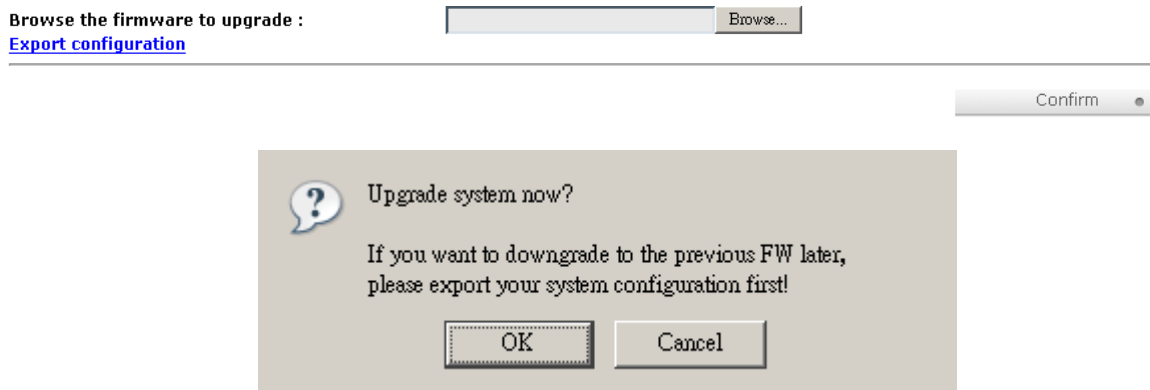 Browse the firmware to upgrade :
Browse...
Export configuration
Confirm
?
Upgrade system now?
If you want to downgrade to the previous FW later,
please export your system configuration first!
OK
Cancel